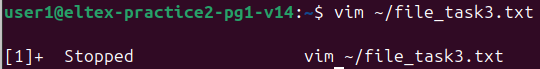 user1@eltex-practice2-pg1-v14:~$ vim ~/file_task3.txt
[1]+  Stopped                 vim ~/file_task3.txt